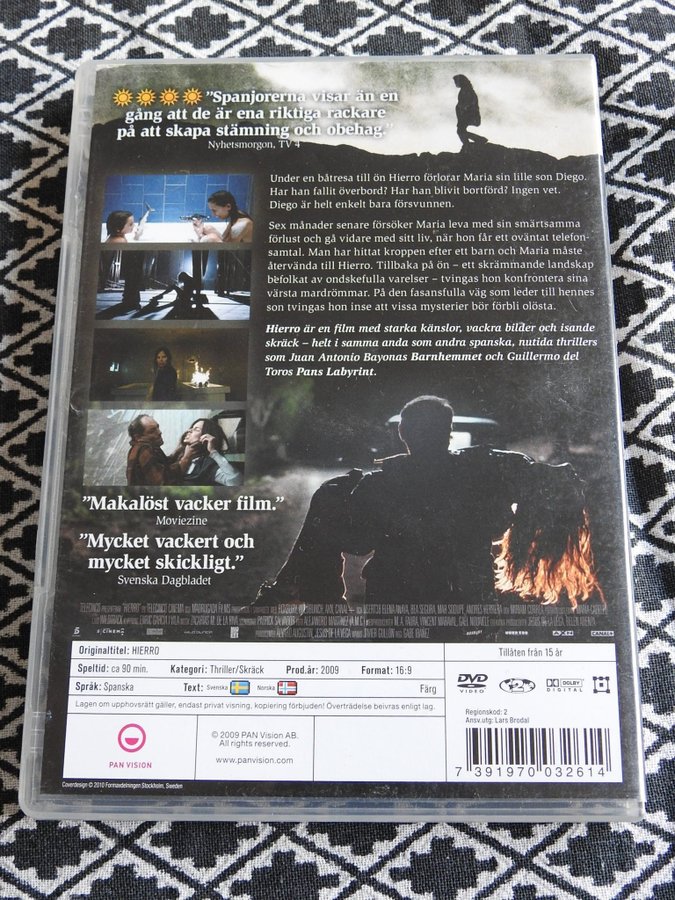 ”Spanjorerna visar än en
gång att de är ena riktiga rackare
på att skapa stämning och obehag.”
Nyhetsmorgon, TV 4
Under en båtresa till ön Hierro förlorar Maria sin lille son Diego.
Har han fallit överbord? Har han blivit bortförd? Ingen vet.
Diego är helt enkelt bara försvunnen.
Sex månader senare försöker Maria leva med sin smärtsamma
förlust och gå vidare med sitt liv, när hon får ett oväntat telefon-
samtal. Man har hittat kroppen efter ett barn och Maria måste
återvända till Hierro. Tillbaka på ön – ett skrämmande landskap
befolkat av ondskefulla varelser – tvingas hon konfrontera sina
värsta mardrömmar. På den fasansfulla väg som leder till hennes
son tvingas hon inse att vissa mysterier bör förbli olösta.
Hierro är en film med starka känslor, vackra bilder och isande
skräck – helt i samma anda som andra spanska, nutida thrillers
som Juan Antonio Bayonas Barnhemmet och Guillermo del
Toros Pans Labyrint.
”Makalöst vacker film.”
Moviezine
”Mycket vackert och
mycket skickligt.”
Svenska Dagbladet
AXN
CANAL+
Originaltitel: HIERRO
Tillåten från 15 år
Speltid: ca 90 min.
Kategori: Thriller/Skräck
Prod.år: 2009
Format: 16:9
Språk: Spanska
Text: Svenska
Norska
Färg
DVD
VIDEO
DOLBY
DIGITAL
Lagen om upphovsrätt gäller, endast privat visning, kopiering förbjuden! Överträdelse beivras enligt lag.
Regionskod: 2
Ansv.utg: Lars Brodal
PAN VISION
© 2009 PAN Vision AB.
All rights reserved.
www.panvision.com
7 391970 032614
Coverdesign © 2010 Formavdelningen Stockholm, Sweden